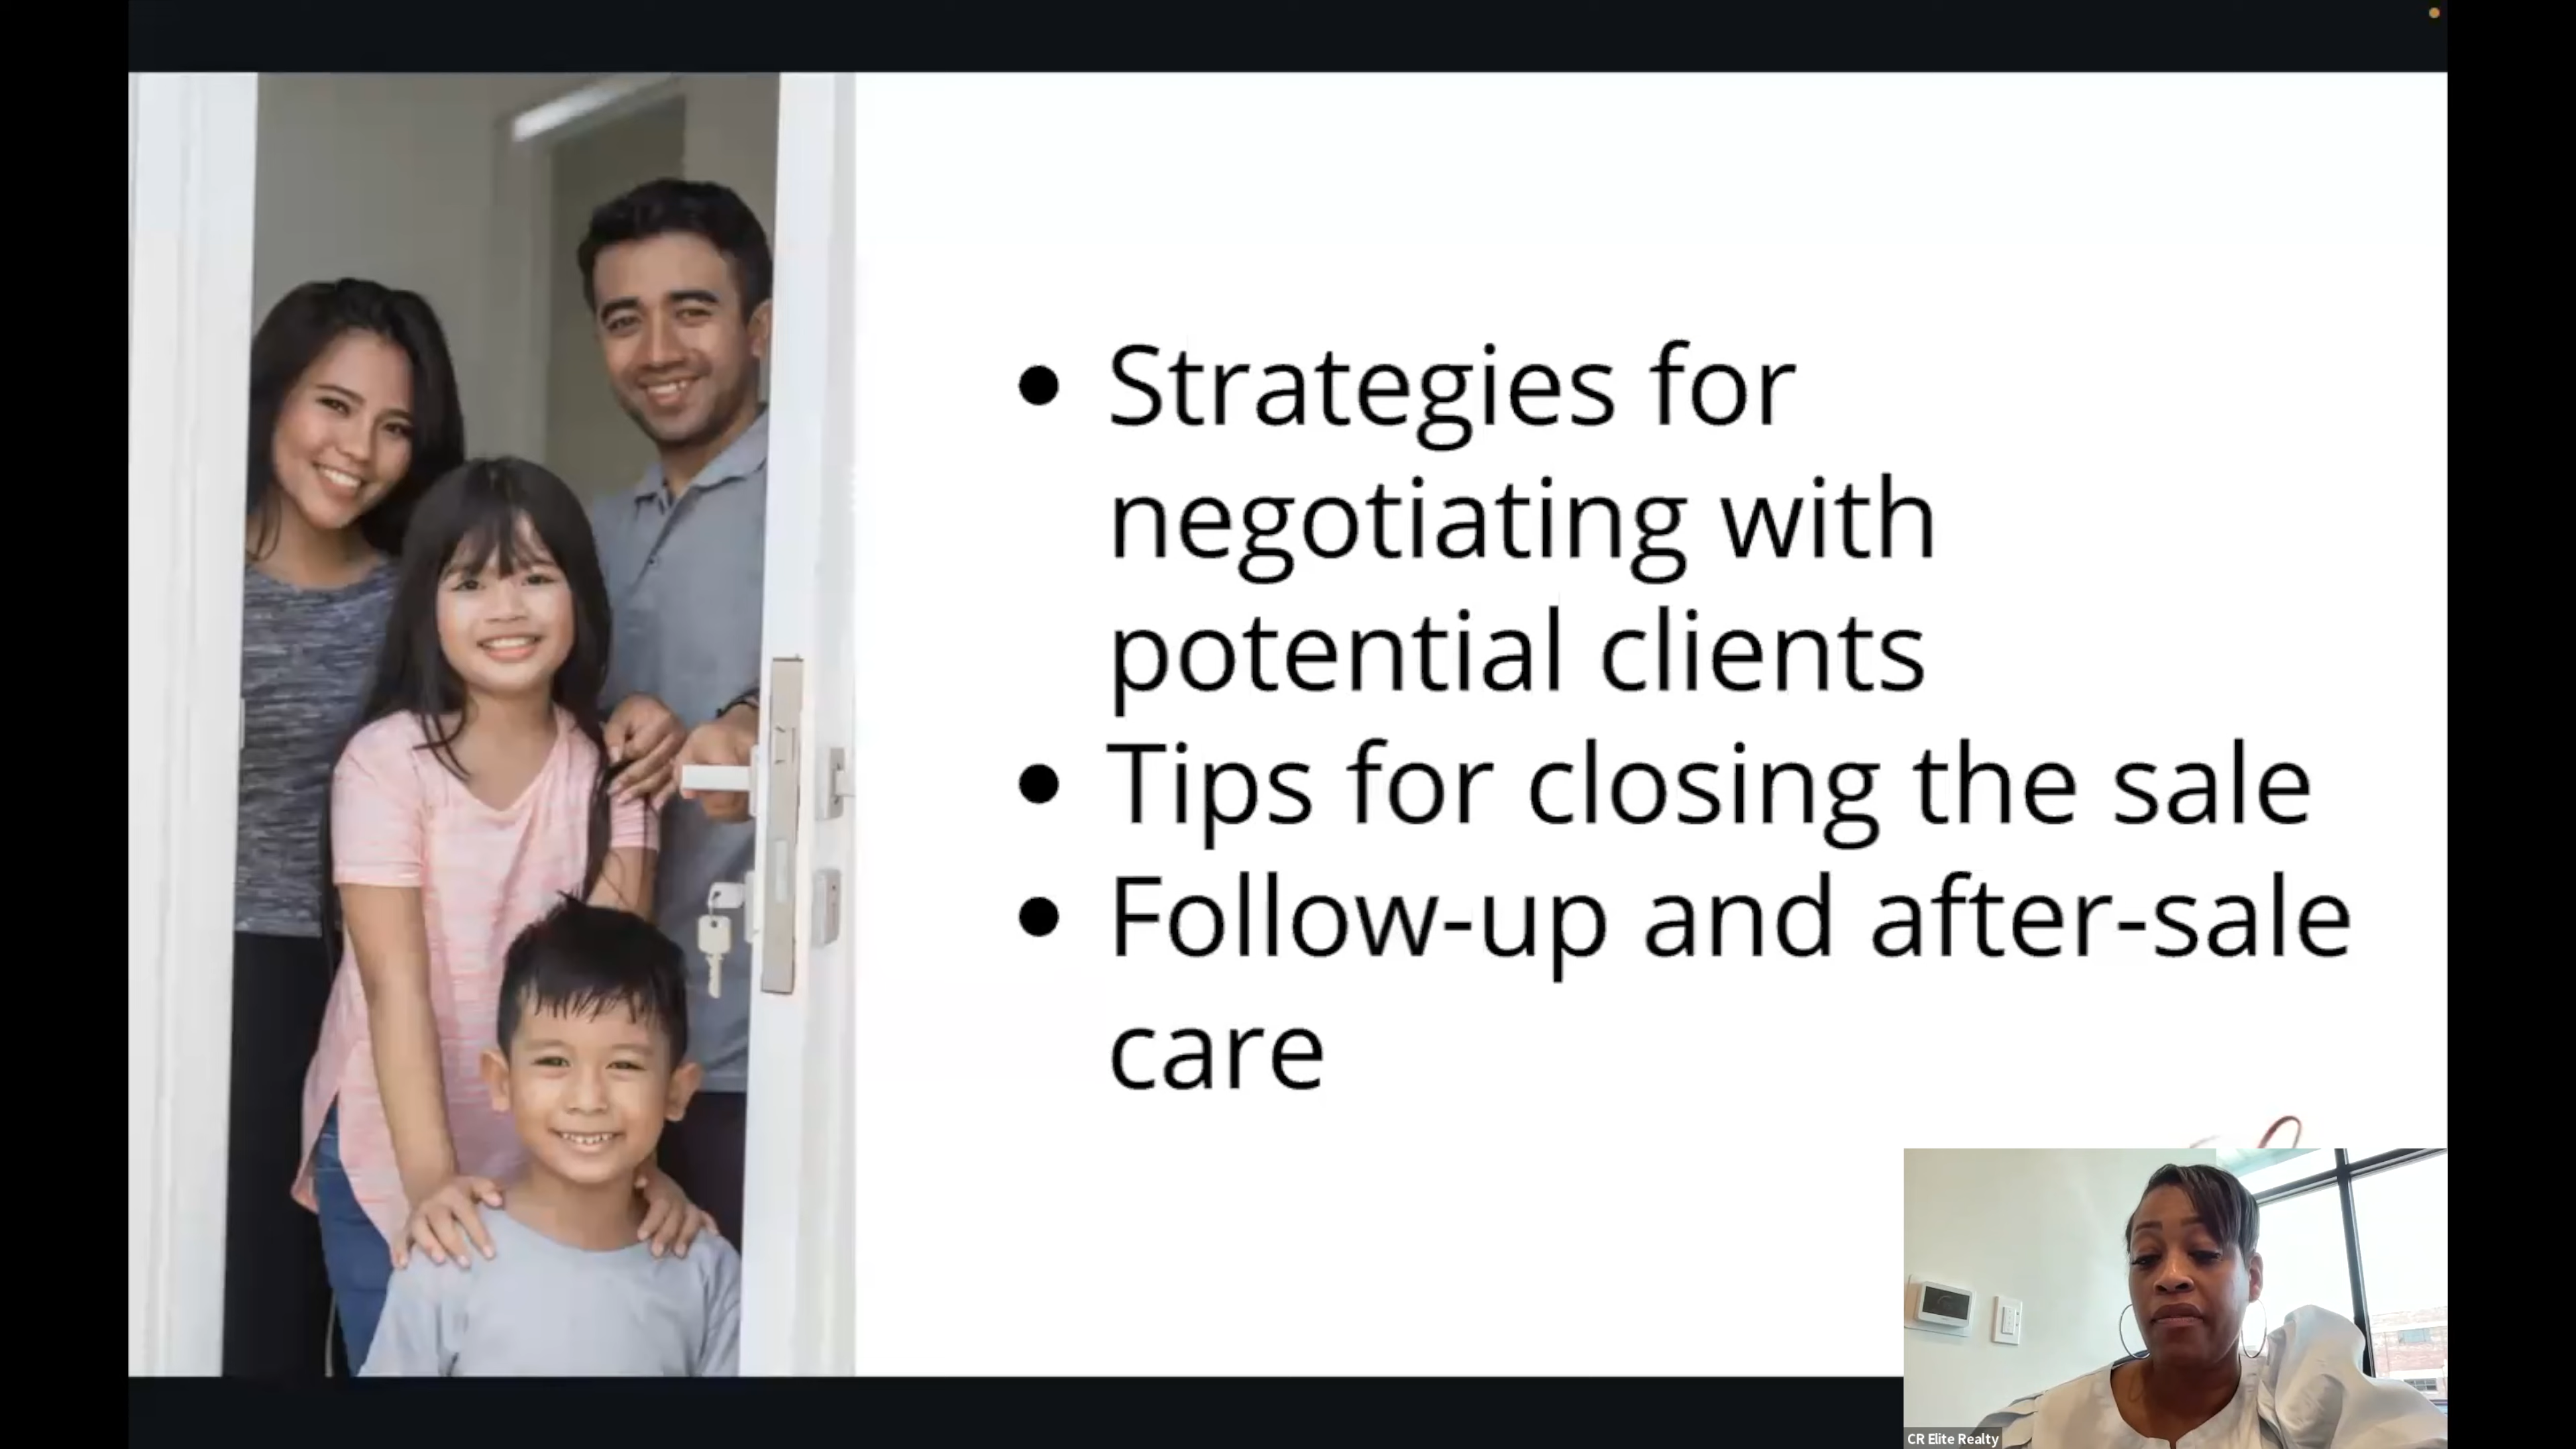 • Strategies for
negotiating with
potential clients
• Tips for closing the sale
• Follow-up and after-sale
care
CR Elite Realty